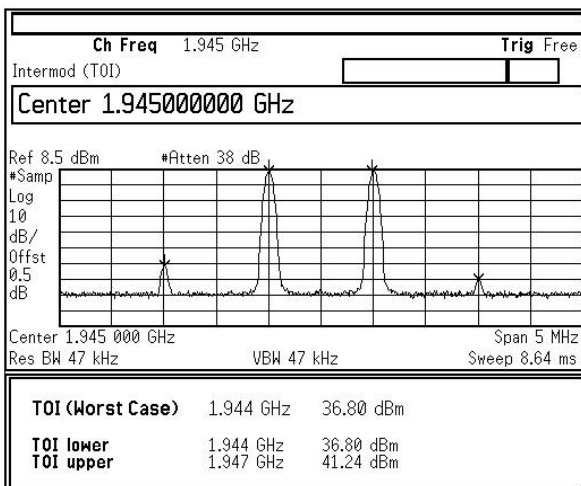 Ch Freq 1.945 GHz Trig Free
Intermod (TOI)
Center 1.945000000 GHz
Ref 8.5 dBm #Atten 38 dB
#Samp
Log
10
dB/
Offst
0.5
dB
Center 1.945 000 GHz Span 5 MHz
Res BW 47 kHz VBW 47 kHz Sweep 8.64 ms
TOI (Worst Case) 1.944 GHz 36.80 dBm
TOI lower 1.944 GHz 36.80 dBm
TOI upper 1.947 GHz 41.24 dBm